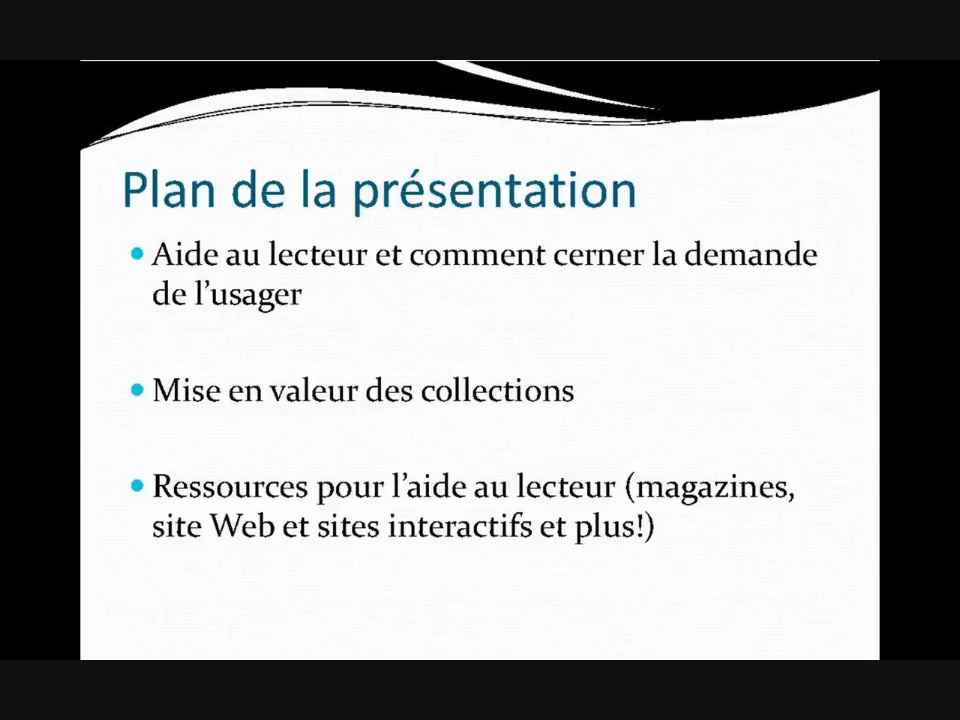 Plan de la présentation
Aide au lecteur et comment cerner la demande
de l’usager
Mise en valeur des collections
Ressources pour l’aide au lecteur (magazines,
site Web et sites interactifs et plus!)